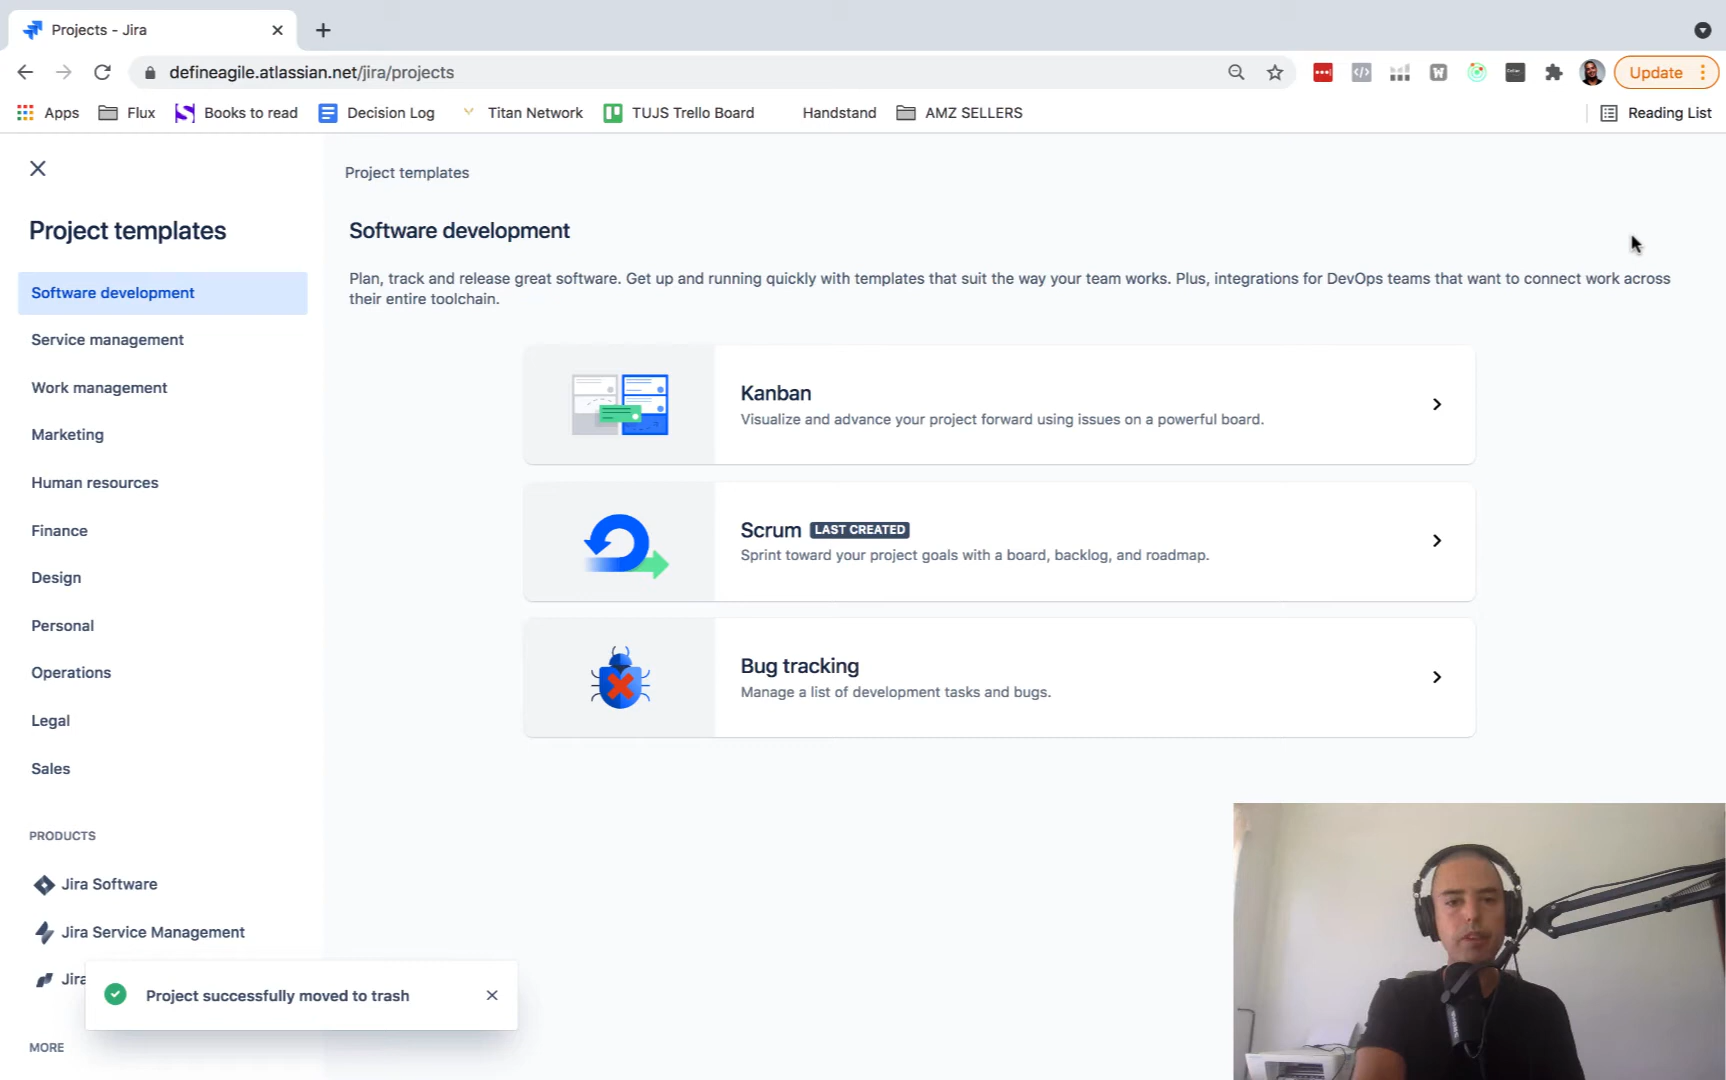 Projects - Jira
defineagile.atlassian.net/jira/projects
Update
Apps
Flux
Books to read
Decision Log
Titan Network
TUJS Trello Board
Handstand
AMZ SELLERS
Reading List
Project templates
Project templates
Software development
Service management
Work management
Marketing
Human resources
Finance
Design
Personal
Operations
Legal
Sales
PRODUCTS
Jira Software
Jira Service Management
Jira
Project successfully moved to trash
MORE
Software development
Plan, track and release great software. Get up and running quickly with templates that suit the way your team works. Plus, integrations for DevOps teams that want to connect work across
their entire toolchain.
Kanban
Visualize and advance your project forward using issues on a powerful board.
Scrum LAST CREATED
Sprint toward your project goals with a board, backlog, and roadmap.
Bug tracking
Manage a list of development tasks and bugs.